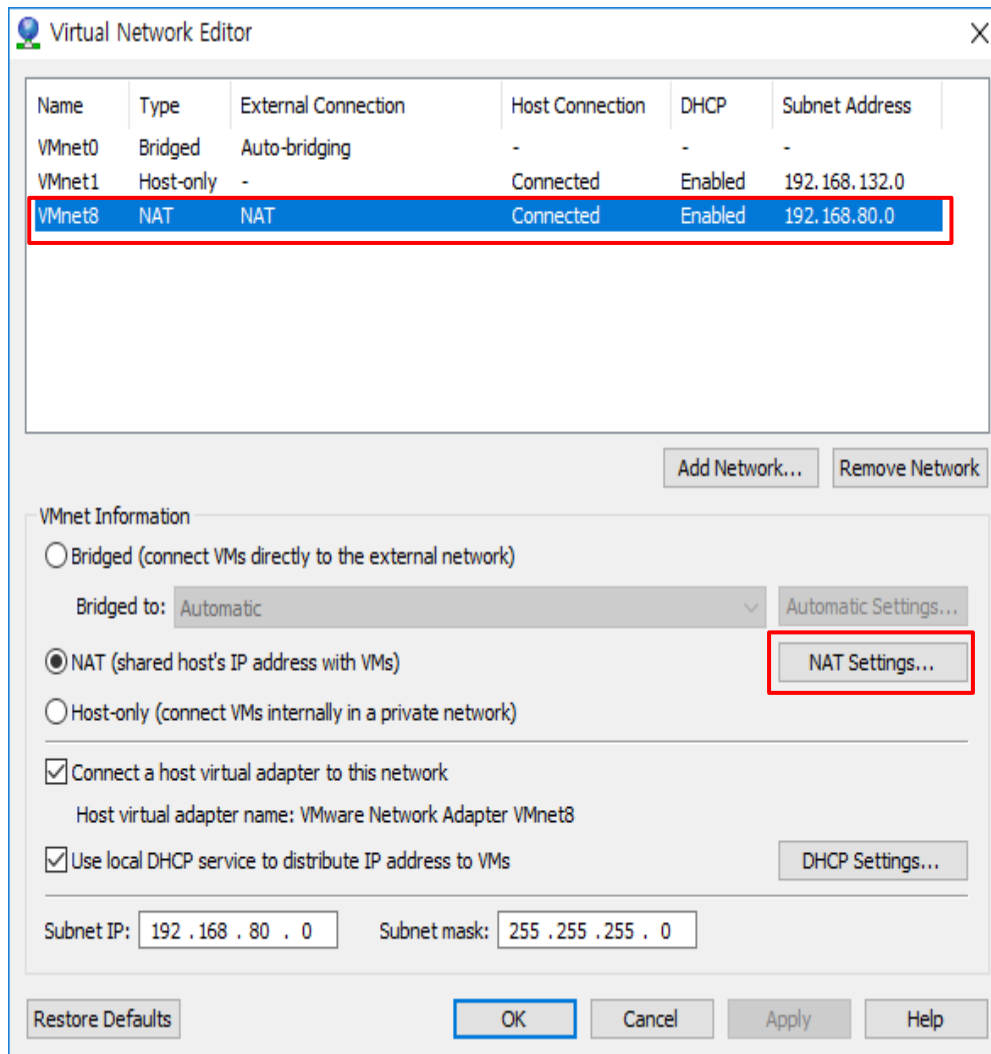 Virtual Network Editor
Name Type External Connection Host Connection DHCP Subnet Address
VMnet0 Bridged Auto-bridging - - -
VMnet1 Host-only - Connected Enabled 192.168.132.0
VMnet8 NAT NAT Connected Enabled 192.168.80.0
Add Network... Remove Network
VMnet Information
Bridged (connect VMs directly to the external network)
Bridged to: Automatic Automatic Settings...
NAT (shared host's IP address with VMs) NAT Settings...
Host-only (connect VMs internally in a private network)
Connect a host virtual adapter to this network
Host virtual adapter name: VMware Network Adapter VMnet8
Use local DHCP service to distribute IP address to VMs DHCP Settings...
Subnet IP: 192 . 168 . 80 . 0 Subnet mask: 255 . 255 . 255 . 0
Restore Defaults OK Cancel Apply Help